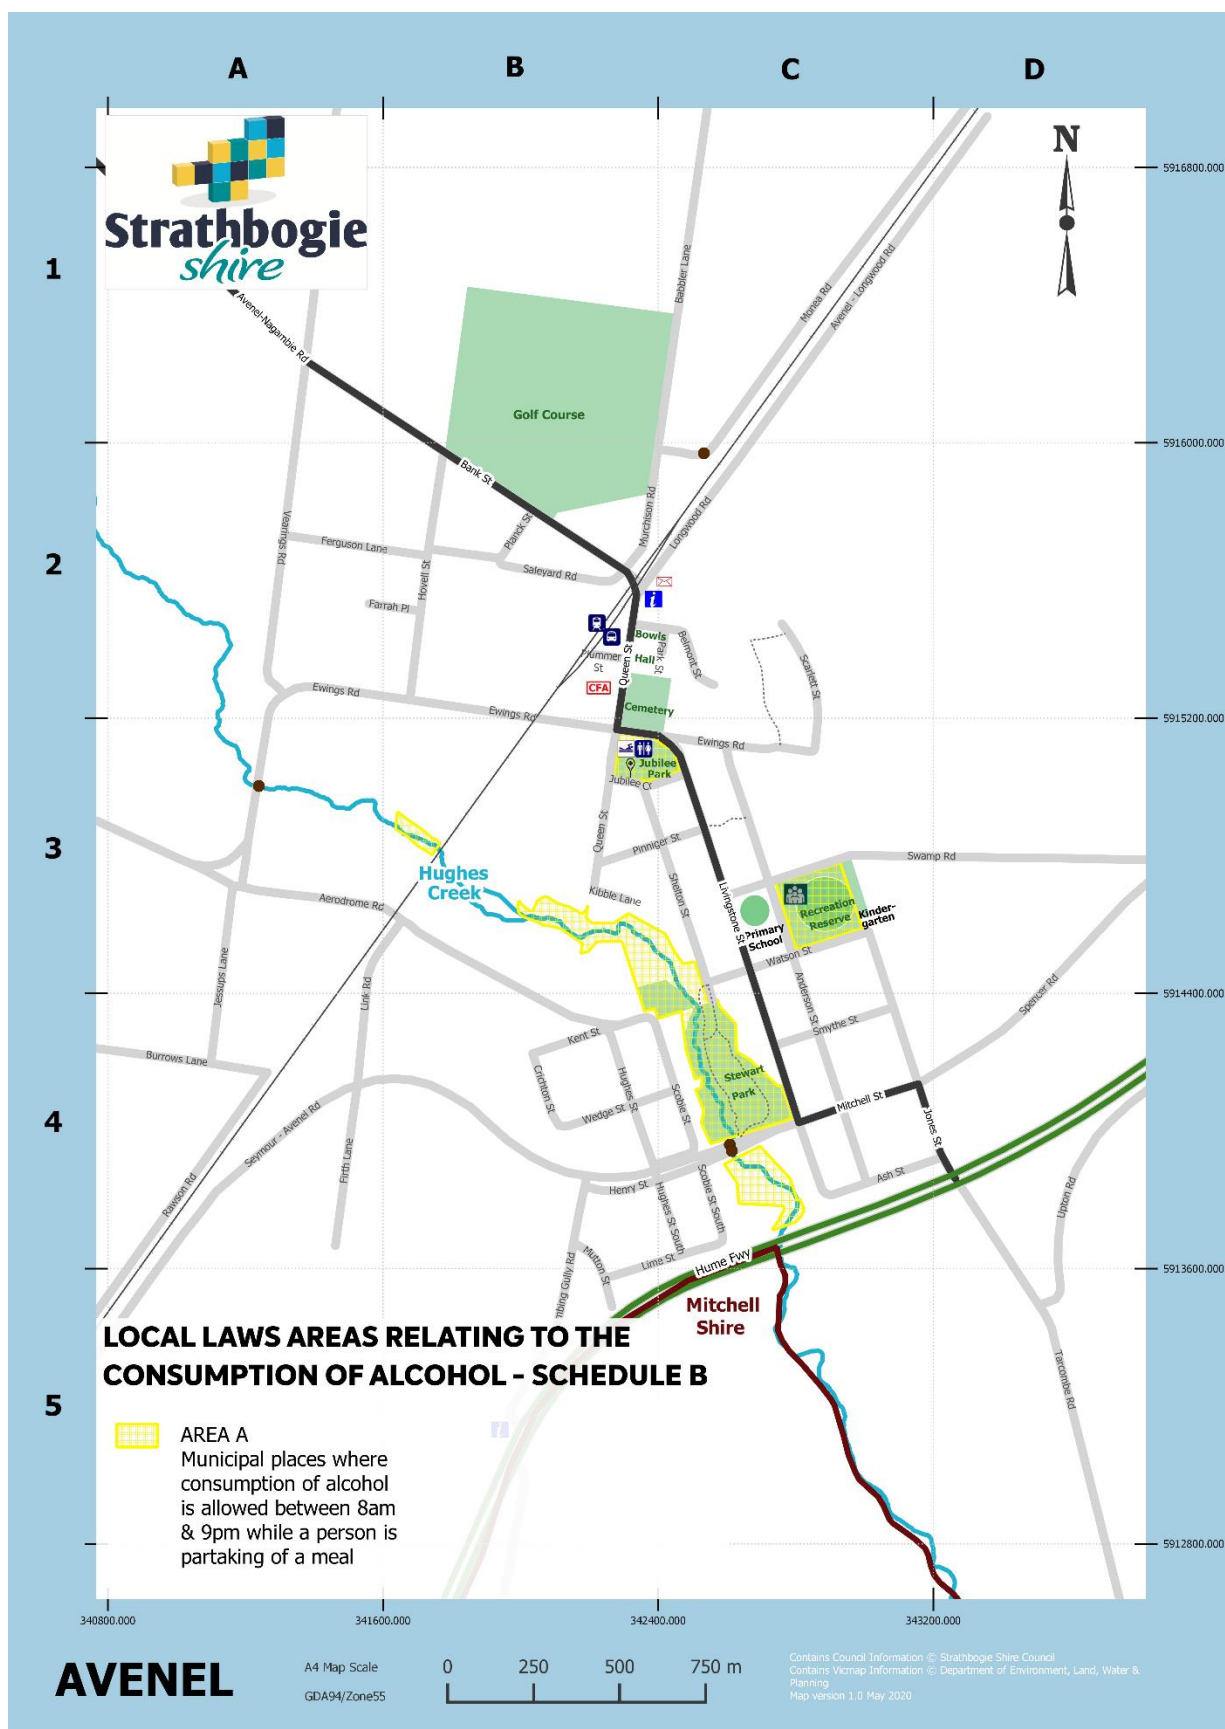 A
B
C
D
N
5916800.000
Strathbogie
shire
1
Babbler Lane
Monea Rd
Avenel - Longwood Rd
Avenel-Nagambie Rd
Golf Course
5916000.000
Bank St
Planck St
Murchison Rd
Longwood Rd
Vearings Rd
Ferguson Lane
2
Saleyard Rd
Hovell St
i
Farrah Pl
Bowls
Hall
Park St
Belmont St
Plummer
St
Queen St
Scarlett St
CFA
Ewings Rd
Cemetery
Ewings Rd
5915200.000
Ewings Rd
Jubilee
Park
Queen St
3
Pinniger St
Swamp Rd
Hughes
Creek
Kibble Lane
Shelton St
Aerodrome Rd
Livingstone St
Recreation
Reserve
Kinder-
garten
Primary
School
Watson St
Jessups Lane
Link Rd
Anderson St
Spencer Rd
5914400.000
Smythe St
Kent St
Burrows Lane
Crichton St
Hughes St
Scobie St
Stewart
Park
Wedge St
Mitchell St
4
Seymour - Avenel Rd
Jones St
Firth Lane
Rawson Rd
Henry St
Ash St
Hughes St South
Scobie St South
Upton Rd
Mutton St
Lime St
Hume Fwy
mbing Gully Rd
5913600.000
Mitchell
Shire
LOCAL LAWS AREAS RELATING TO THE
CONSUMPTION OF ALCOHOL - SCHEDULE B
5
Tarcombe Rd
i
AREA A
Municipal places where
consumption of alcohol
is allowed between 8am
& 9pm while a person is
partaking of a meal
5912800.000
340800.000
341600.000
342400.000
343200.000
AVENEL
A4 Map Scale
GDA94/Zone55
0
250
500
750 m
Contains Council Information © Strathbogie Shire Council
Contains Vicmap Information © Department of Environment, Land, Water &
Planning
Map version 1.0 May 2020